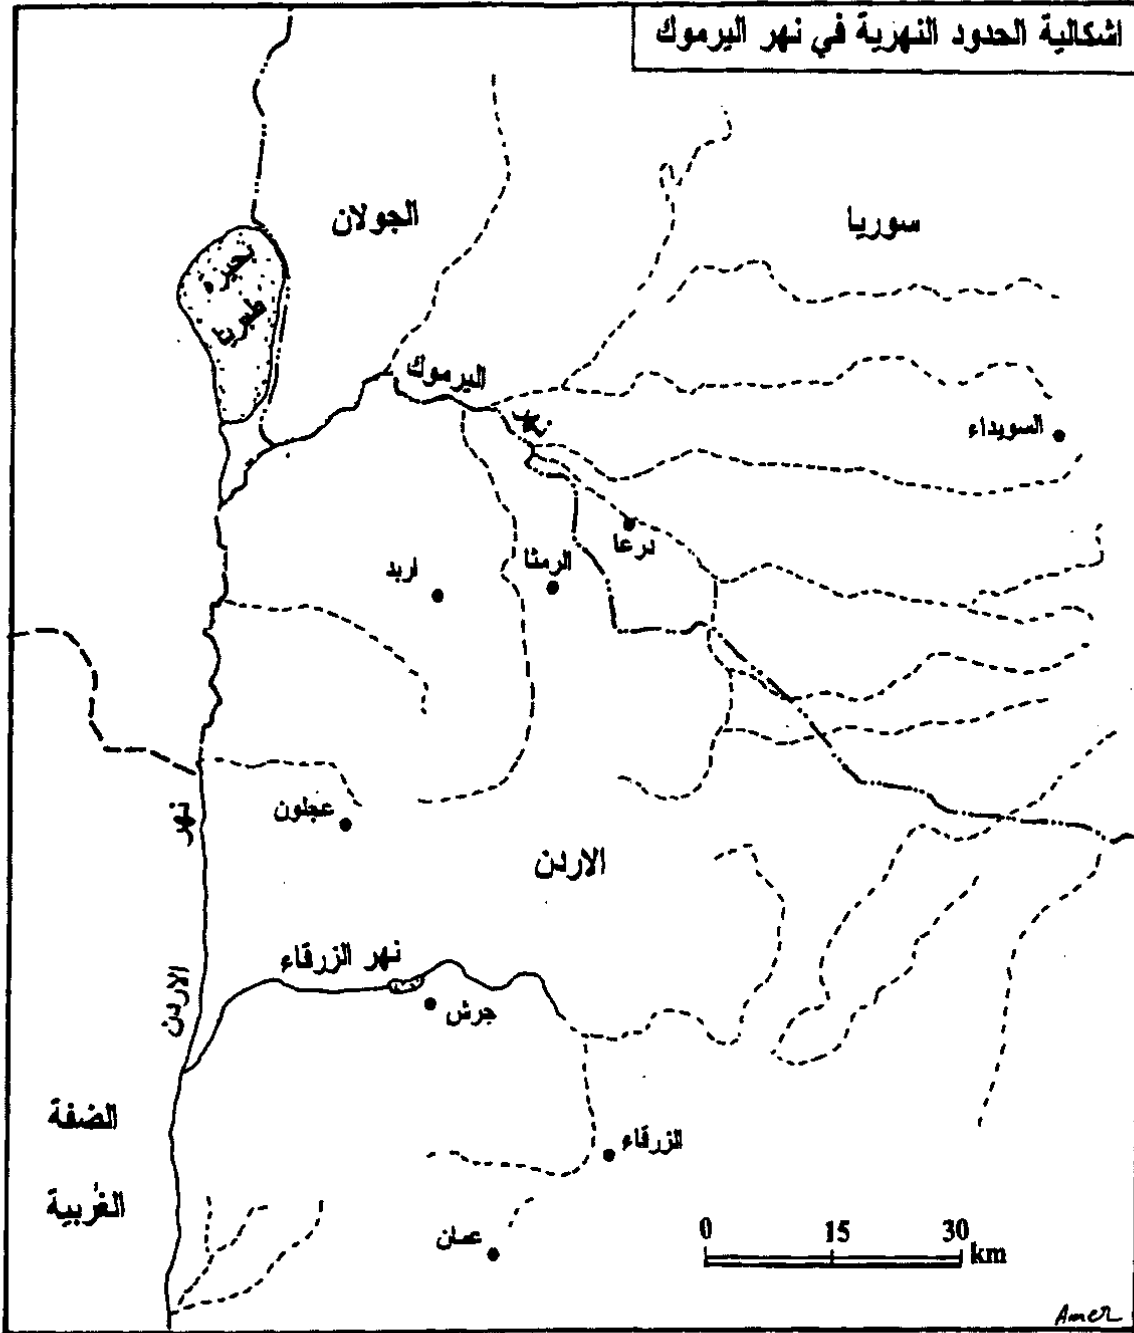 اشكالية الحدود النهرية في نهر اليرموك
الجولان
سوريا
بحيرة
طبريا
اليرموك
السويداء
درعا
الرمثا
اربد
عجلون
نهر
الاردن
الاردن
نهر الزرقاء
جرش
الضفة
الغربية
الزرقاء
عمان
0 15 30
km
Amer